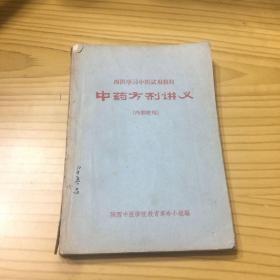 西医学习中医试用教材
中药方剂讲义
(内部使用)
陕西中医学院教育革命小组编